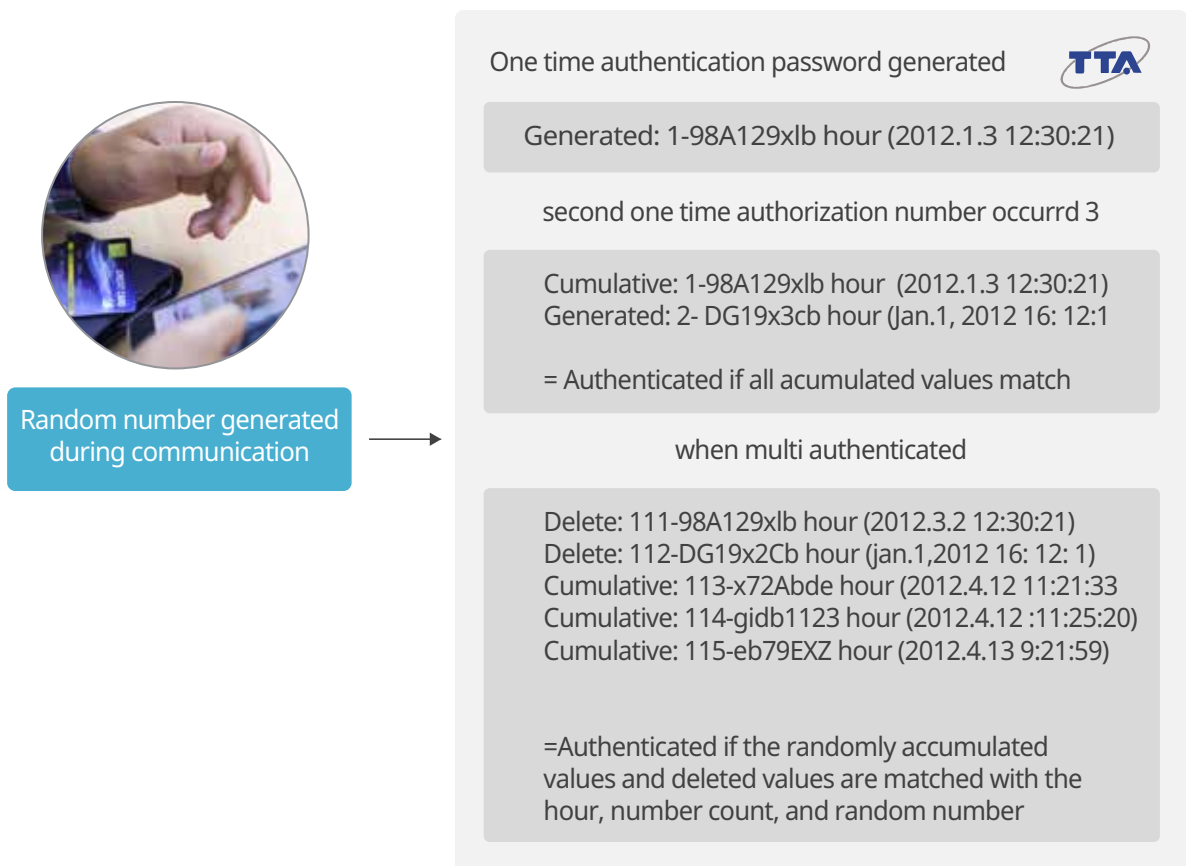 One time authentication password generated
TTA
Generated: 1-98A129xlb hour (2012.1.3 12:30:21)
second one time authorization number occurrd 3
Cumulative: 1-98A129xlb hour (2012.1.3 12:30:21)
Generated: 2- DG19x3cb hour (Jan.1, 2012 16: 12:1
= Authenticated if all acumulated values match
Random number generated
during communication
when multi authenticated
Delete: 111-98A129xlb hour (2012.3.2 12:30:21)
Delete: 112-DG19x2Cb hour (jan.1,2012 16: 12: 1)
Cumulative: 113-x72Abde hour (2012.4.12 11:21:33
Cumulative: 114-gidb1123 hour (2012.4.12 :11:25:20)
Cumulative: 115-eb79EXZ hour (2012.4.13 9:21:59)
=Authenticated if the randomly accumulated
values and deleted values are matched with the
hour, number count, and random number